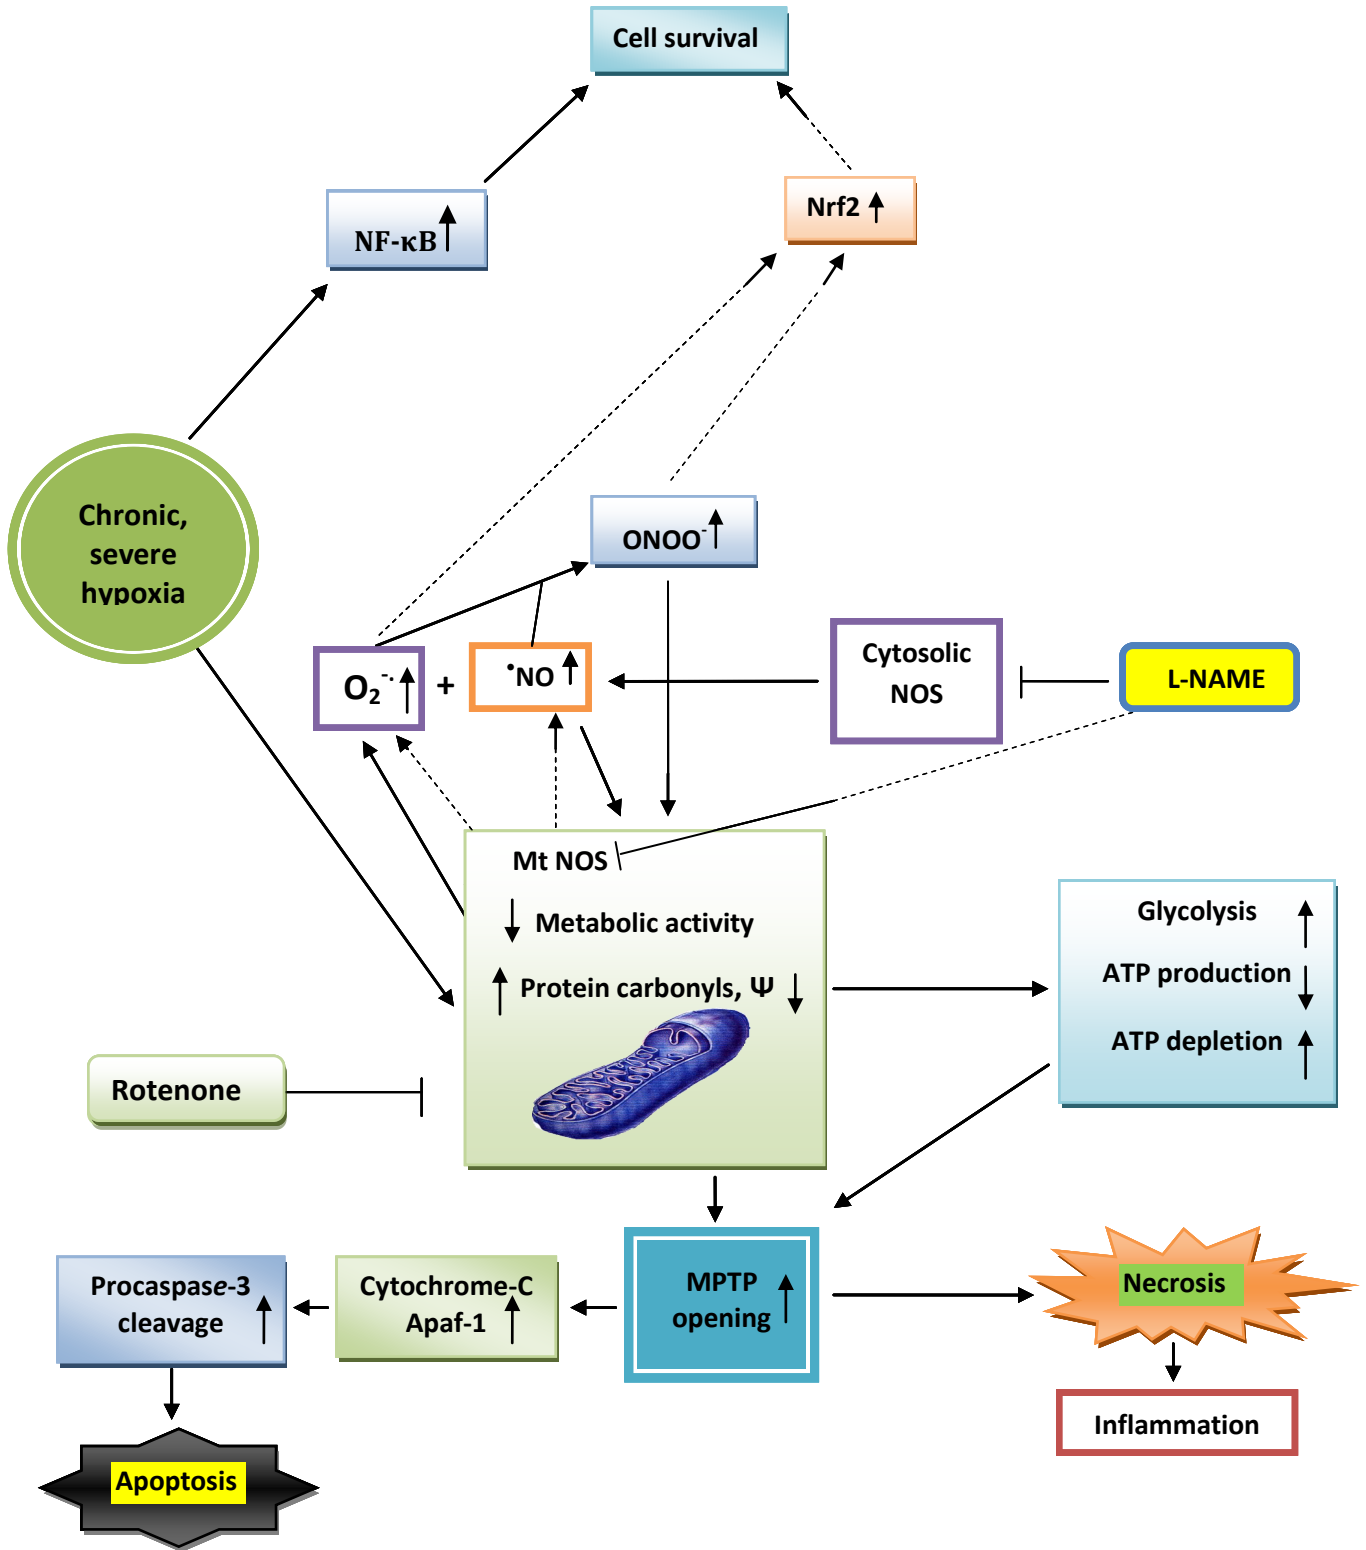 Cell survival
Nrf2
NF-κB
Chronic,
severe
hypoxia
ONOO⁻
O₂⁻·
+
•NO
Cytosolic
NOS
L-NAME
Mt NOS
Metabolic activity
Protein carbonyls, Ψ
Glycolysis
ATP production
ATP depletion
Rotenone
Procaspase-3
cleavage
Cytochrome-C
Apaf-1
MPTP
opening
Necrosis
Inflammation
Apoptosis